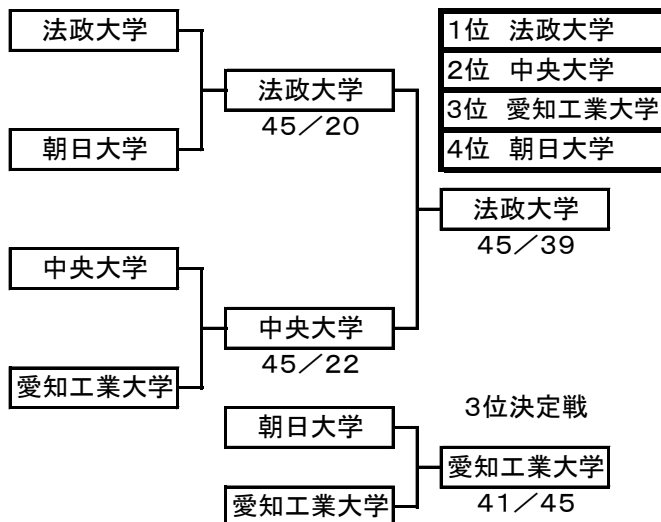 法政大学
朝日大学
法政大学
45／20
中央大学
愛知工業大学
中央大学
45／22
法政大学
45／39
1位 法政大学
2位 中央大学
3位 愛知工業大学
4位 朝日大学
3位決定戦
朝日大学
愛知工業大学
愛知工業大学
41／45